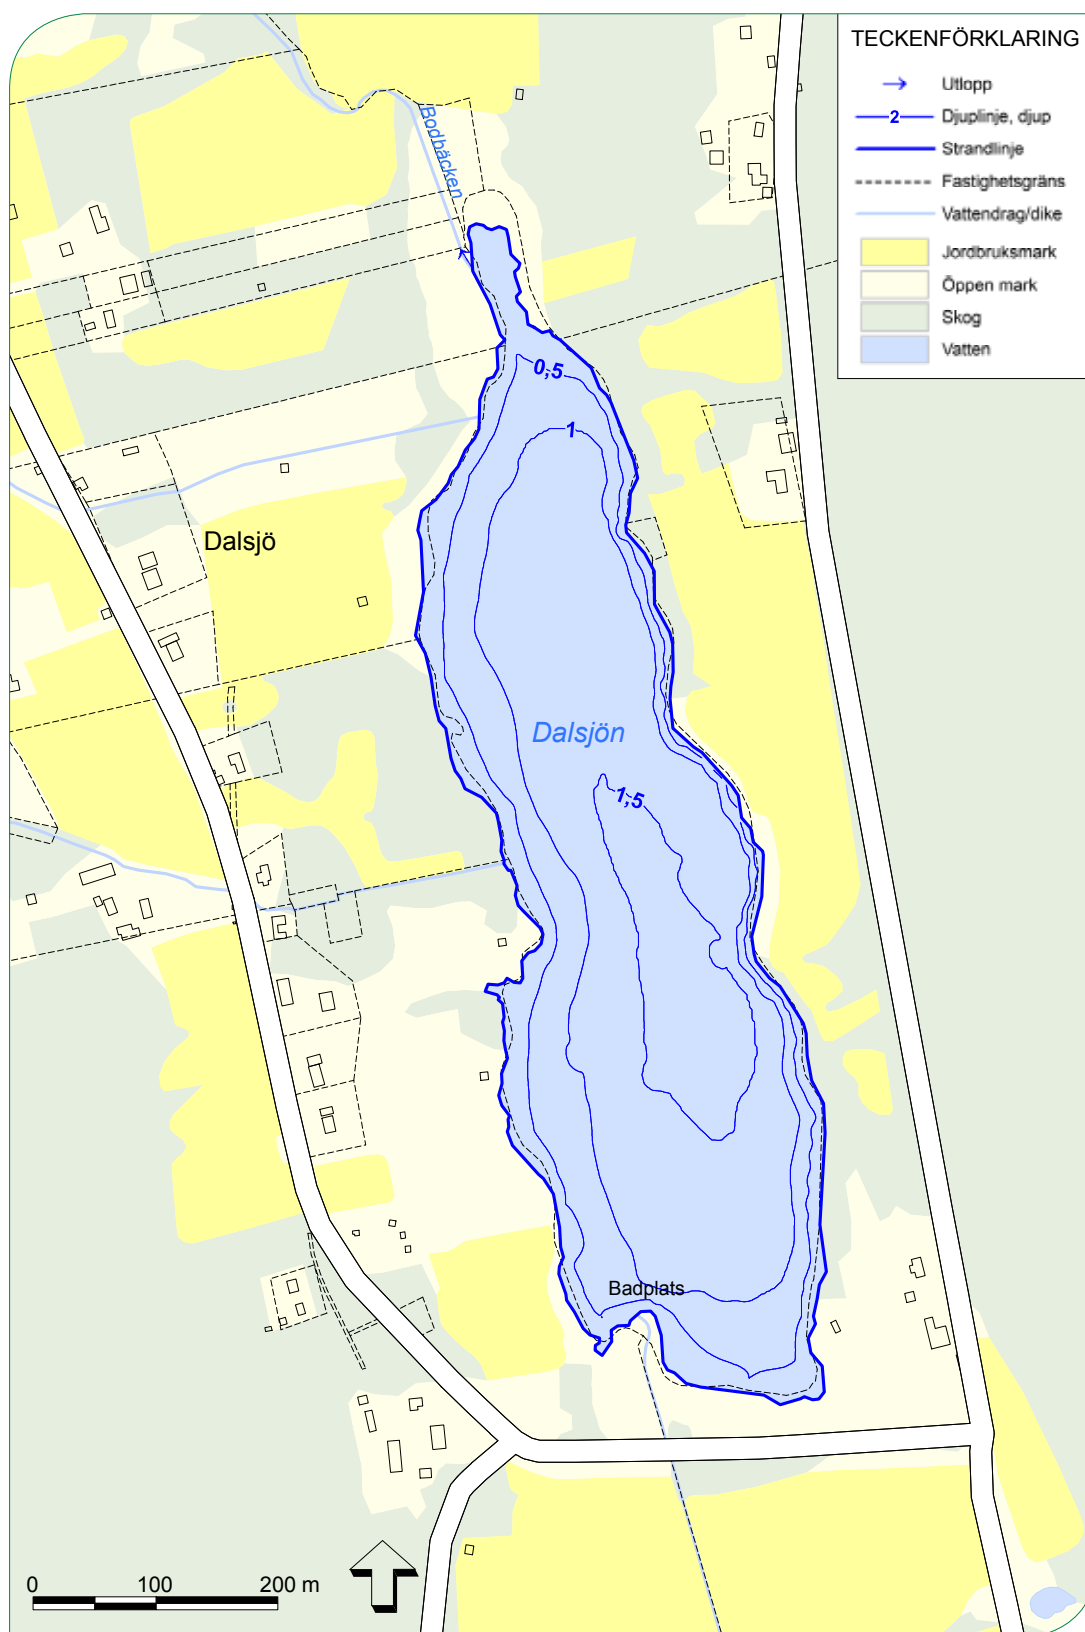 TECKENFÖRKLARING
Utlopp
2 Djuplinje, djup
Strandlinje
Fastighetsgräns
Vattendrag/dike
Jordbruksmark
Öppen mark
Skog
Vatten
Bodbäcken
0,5
1
Dalsjö
Dalsjön
1,5
Badplats
0 100 200 m